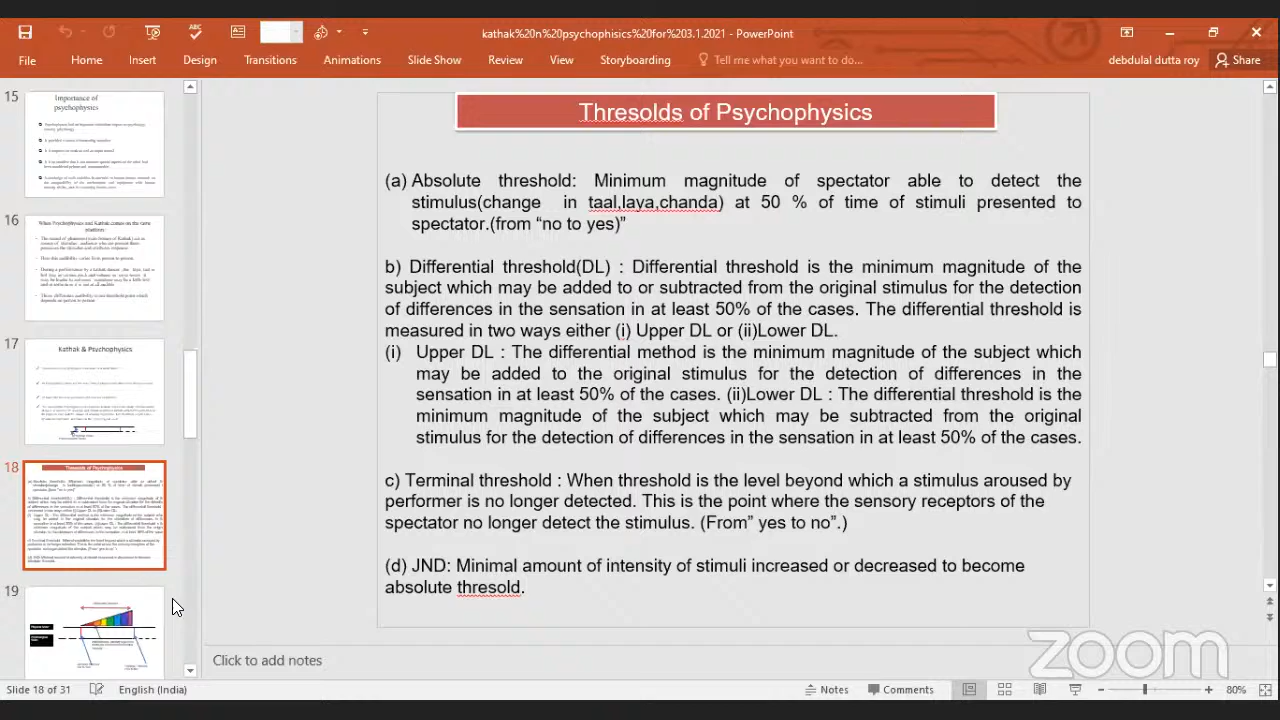 kathak%20n%20psychophisics%20for%203.1.2021 - PowerPoint
File Home Insert Design Transitions Animations Slide Show Review View Storyboarding Tell me what you want to do... debdulal dutta roy Share
15
Importance of
psychophysics
16
When Psychophysics and Kathak comes on the same
17
Kathak & Psychophysics
18
Thresolds of Psychophysics
19
Thresolds of Psychophysics
(a) Absolute threshold: Minimum magnitude of spectator able to detect the
stimulus(change in taal,laya,chanda) at 50 % of time of stimuli presented to
spectator.(from “no to yes)”
b) Differential threshold(DL) : Differential threshold is the minimum magnitude of the
subject which may be added to or subtracted from the original stimulus for the detection
of differences in the sensation in at least 50% of the cases. The differential threshold is
measured in two ways either (i) Upper DL or (ii)Lower DL.
(i) Upper DL : The differential method is the minimum magnitude of the subject which
may be added to the original stimulus for the detection of differences in the
sensation in at least 50% of the cases. (ii)Lower DL : The differential threshold is the
minimum magnitude of the subject which may be subtracted from the original
stimulus for the detection of differences in the sensation in at least 50% of the cases.
c) Terminal threshold : When threshold is that level beyond which a stimulus aroused by
performer is no longer detected. This is the level at which the intensity/perception of the
spectator no longer detect the stimulus. (From “yes to no”)
(d) JND: Minimal amount of intensity of stimuli increased or decreased to become
absolute thresold.
Click to add notes
zoom
Slide 18 of 31 English (India) Notes Comments 80%